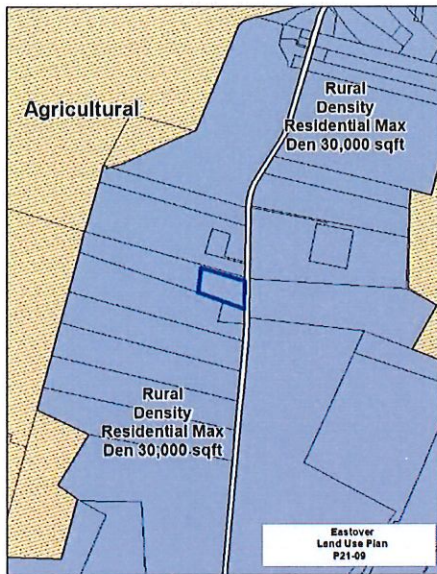 Agricultural
Rural
Density
Residential Max
Den 30,000 sqft
Rural
Density
Residential Max
Den 30,000 sqft
Eastover
Land Use Plan
P21-09